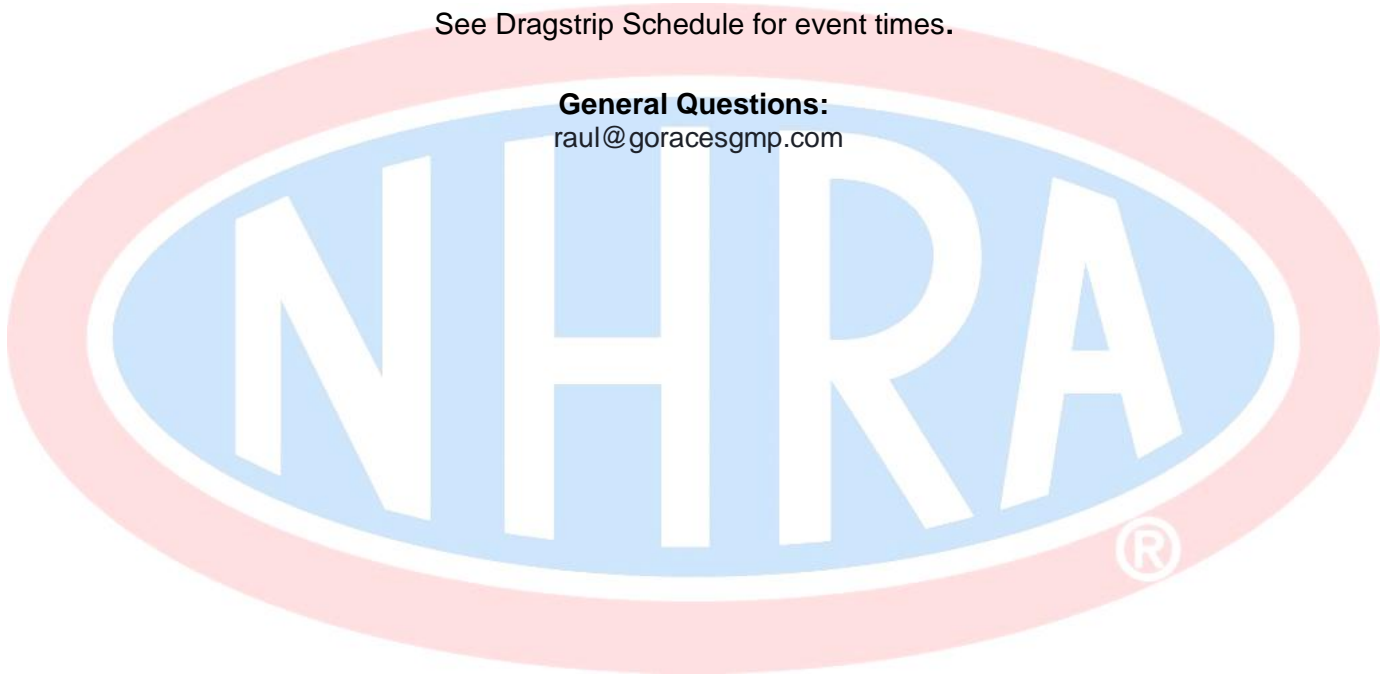 See Dragstrip Schedule for event times.
General Questions:
raul@goracesgmp.com
NHRA
®